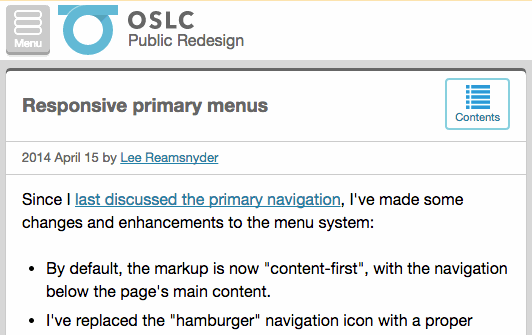 Menu
OSLC
Public Redesign
Responsive primary menus
Contents
2014 April 15 by Lee Reamsnyder
Since I last discussed the primary navigation, I've made some
changes and enhancements to the menu system:
• By default, the markup is now "content-first", with the navigation
below the page's main content.
• I've replaced the "hamburger" navigation icon with a proper